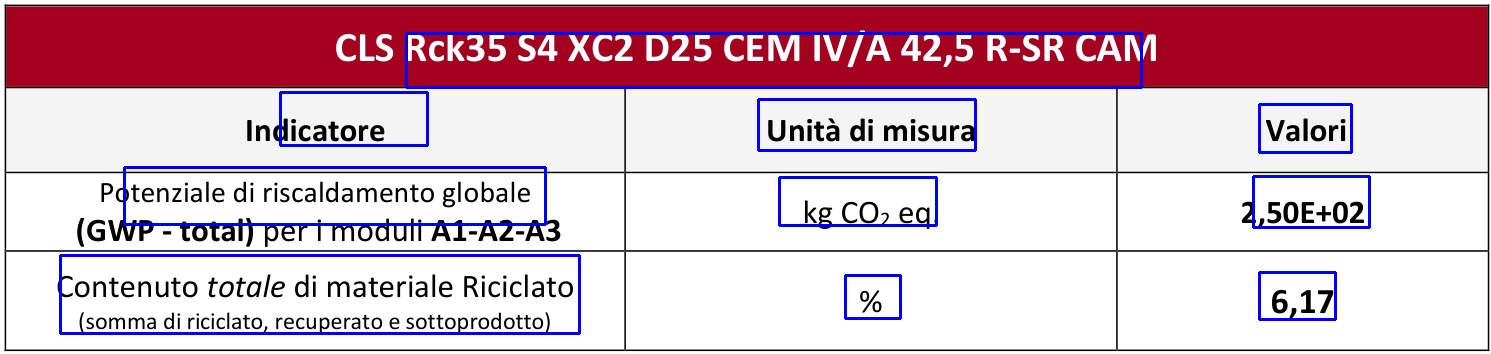 CLS Rck35 S4 XC2 D25 CEM IV/A 42,5 R-SR CAM
Indicatore Unità di misura Valori
Potenziale di riscaldamento globale
(GWP - total) per i moduli A1-A2-A3 kg CO₂ eq. 2,50E+02
Contenuto totale di materiale Riciclato
(somma di riciclato, recuperato e sottoprodotto) % 6,17